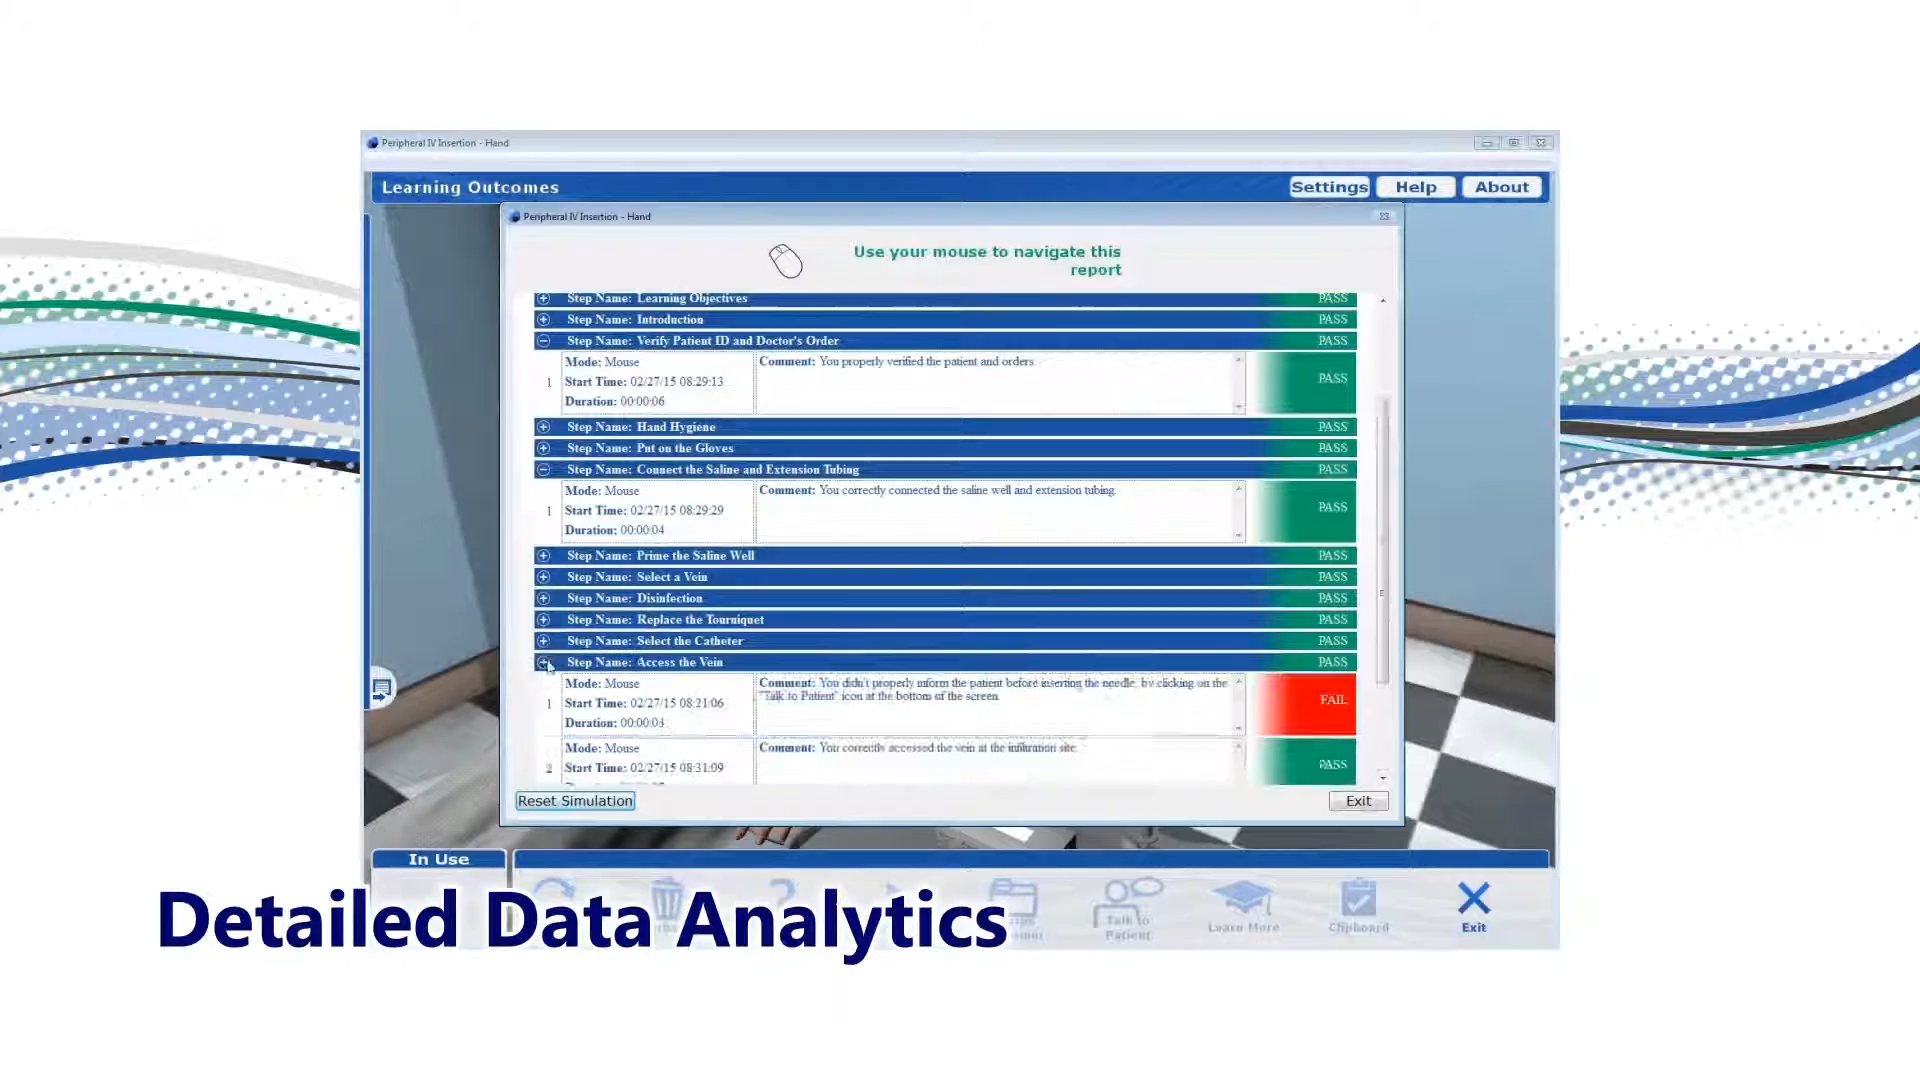 Peripheral IV Insertion - Hand
Learning Outcomes
Settings
Help
About
Peripheral IV Insertion - Hand
Use your mouse to navigate this
report
Step Name: Learning Objectives PASS
Step Name: Introduction PASS
Step Name: Verify Patient ID and Doctor's Order PASS
Mode: Mouse
1 Start Time: 02/27/15 08:29:13
Duration: 00:00:06
Comment: You properly verified the patient and orders.
PASS
Step Name: Hand Hygiene PASS
Step Name: Put on the Gloves PASS
Step Name: Connect the Saline and Extension Tubing PASS
Mode: Mouse
1 Start Time: 02/27/15 08:29:29
Duration: 00:00:04
Comment: You correctly connected the saline well and extension tubing.
PASS
Step Name: Prime the Saline Well PASS
Step Name: Select a Vein PASS
Step Name: Disinfection PASS
Step Name: Replace the Tourniquet PASS
Step Name: Select the Catheter PASS
Step Name: Access the Vein PASS
Mode: Mouse
1 Start Time: 02/27/15 08:21:06
Duration: 00:00:03
Comment: You didn't properly inform the patient before inserting the needle, by clicking on the
"Talk to Patient" icon at the bottom of the screen.
FAIL
Mode: Mouse
2 Start Time: 02/27/15 08:31:09
Comment: You correctly accessed the vein at the infiltration site.
PASS
Reset Simulation
Exit
In Use
Talk to
Patient
Learn More
Clipboard
Exit
Detailed Data Analytics